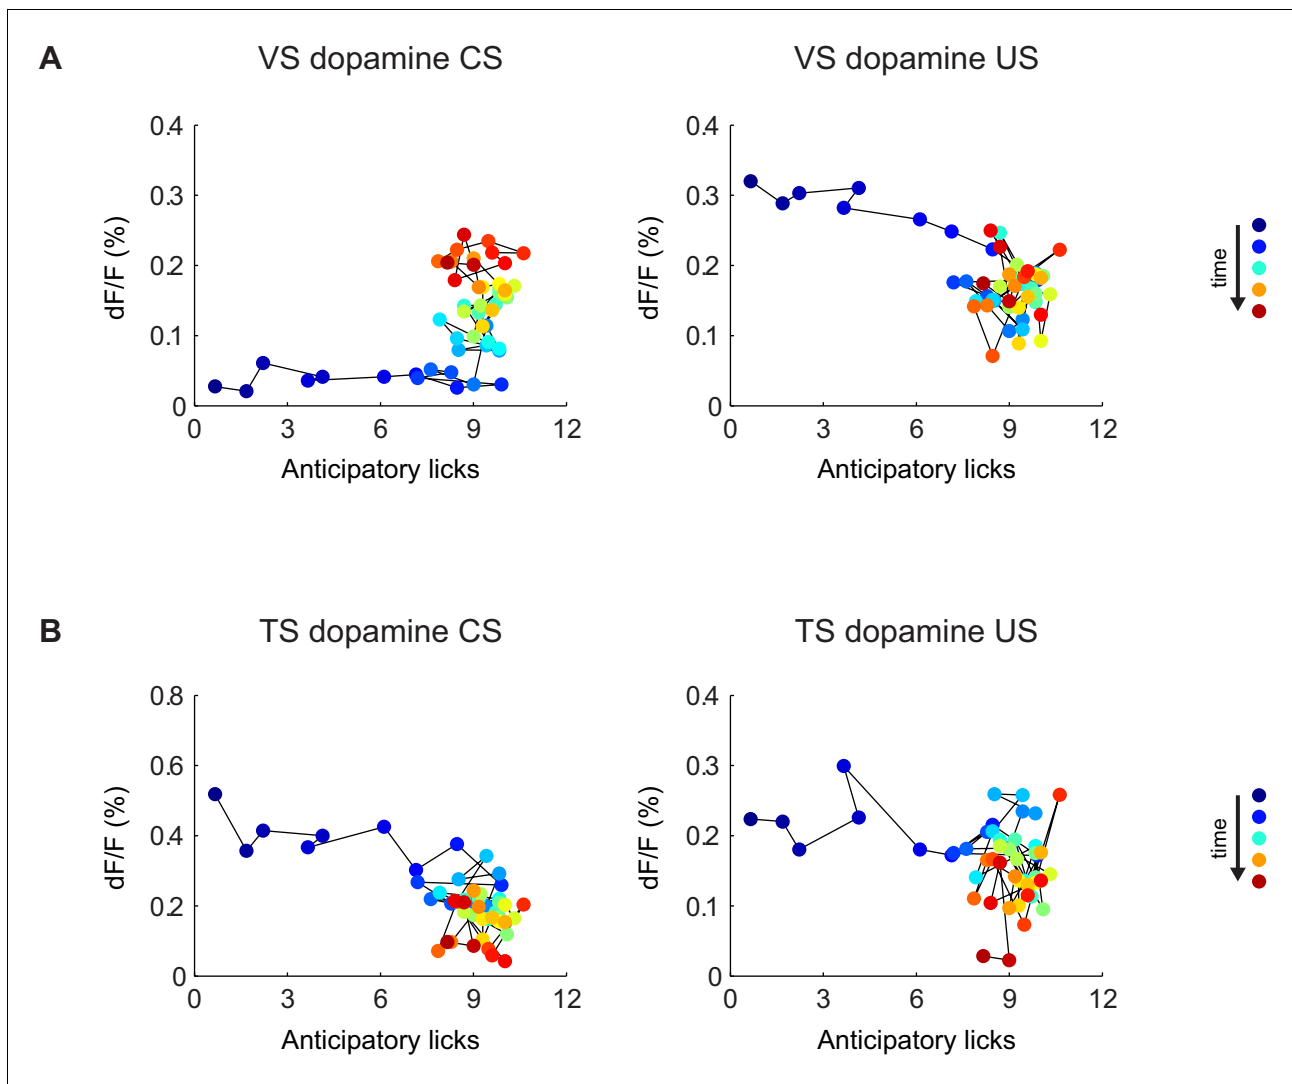 A
VS dopamine CS
VS dopamine US
0.4
0.3
0.2
0.1
0
dF/F (%)
0 3 6 9 12
Anticipatory licks
0.4
0.3
0.2
0.1
0
dF/F (%)
0 3 6 9 12
Anticipatory licks
time
B
TS dopamine CS
TS dopamine US
0.8
0.6
0.4
0.2
0
dF/F (%)
0 3 6 9 12
Anticipatory licks
0.4
0.3
0.2
0.1
0
dF/F (%)
0 3 6 9 12
Anticipatory licks
time